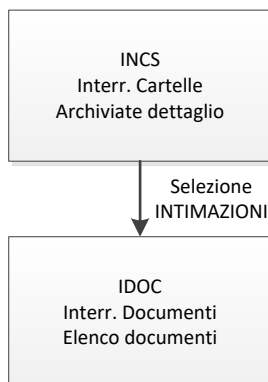 INCS
Interr. Cartelle
Archiviate dettaglio
Selezione
INTIMAZIONI
IDOC
Interr. Documenti
Elenco documenti